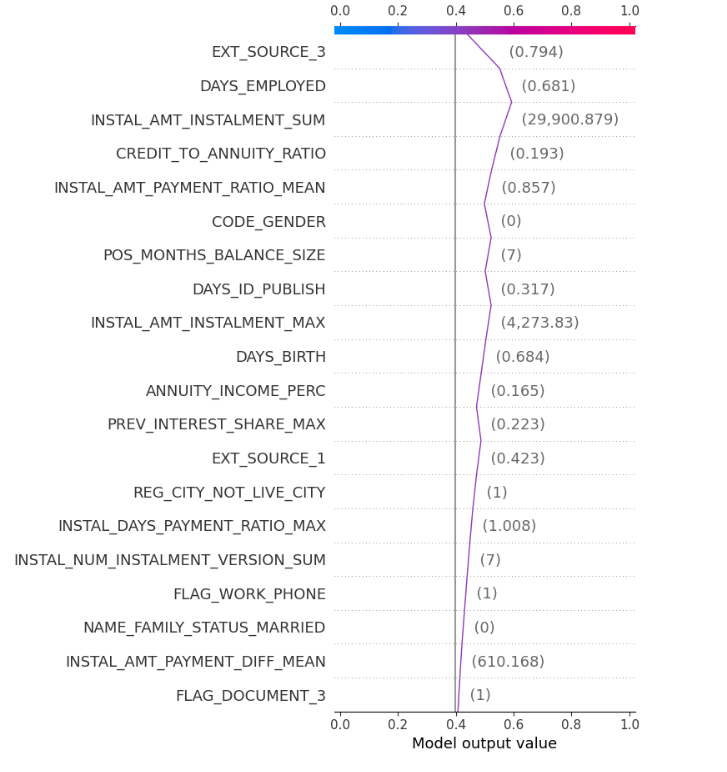 0.0 0.2 0.4 0.6 0.8 1.0
EXT_SOURCE_3 (0.794)
DAYS_EMPLOYED (0.681)
INSTAL_AMT_INSTALMENT_SUM (29,900.879)
CREDIT_TO_ANNUITY_RATIO (0.193)
INSTAL_AMT_PAYMENT_RATIO_MEAN (0.857)
CODE_GENDER (0)
POS_MONTHS_BALANCE_SIZE (7)
DAYS_ID_PUBLISH (0.317)
INSTAL_AMT_INSTALMENT_MAX (4,273.83)
DAYS_BIRTH (0.684)
ANNUITY_INCOME_PERC (0.165)
PREV_INTEREST_SHARE_MAX (0.223)
EXT_SOURCE_1 (0.423)
REG_CITY_NOT_LIVE_CITY (1)
INSTAL_DAYS_PAYMENT_RATIO_MAX (1.008)
INSTAL_NUM_INSTALMENT_VERSION_SUM (7)
FLAG_WORK_PHONE (1)
NAME_FAMILY_STATUS_MARRIED (0)
INSTAL_AMT_PAYMENT_DIFF_MEAN (610.168)
FLAG_DOCUMENT_3 (1)
0.0 0.2 0.4 0.6 0.8 1.0
Model output value